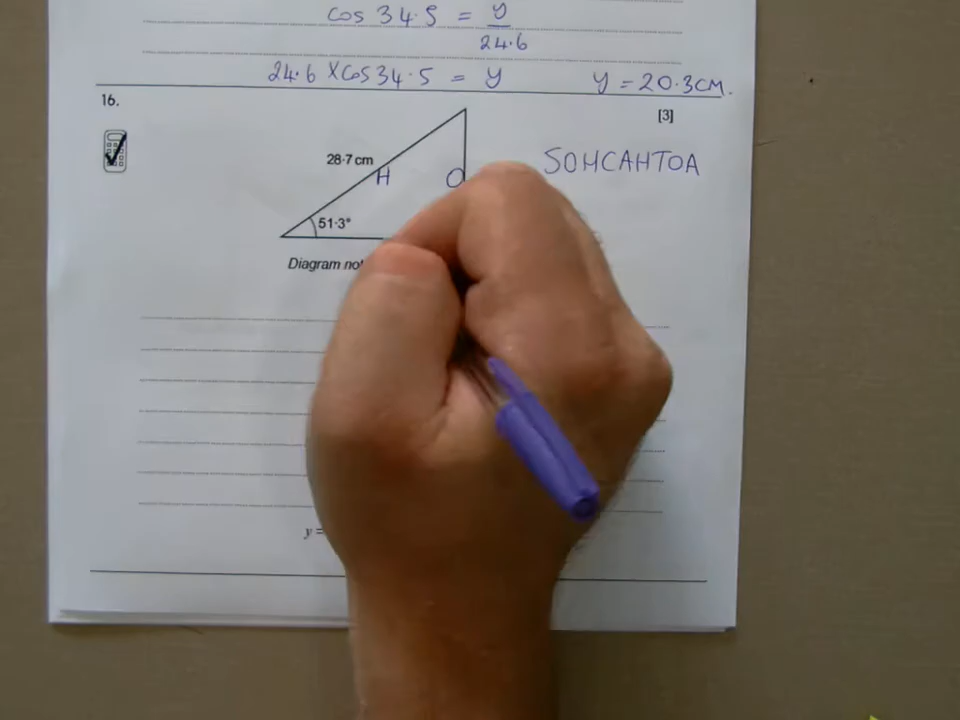 cos 34.5 = y
24.6
24.6 × cos 34.5 = y y = 20.3cm.
16.
[3]
28·7 cm
H
O
SOHCAHTOA
51·3°
Diagram
y =